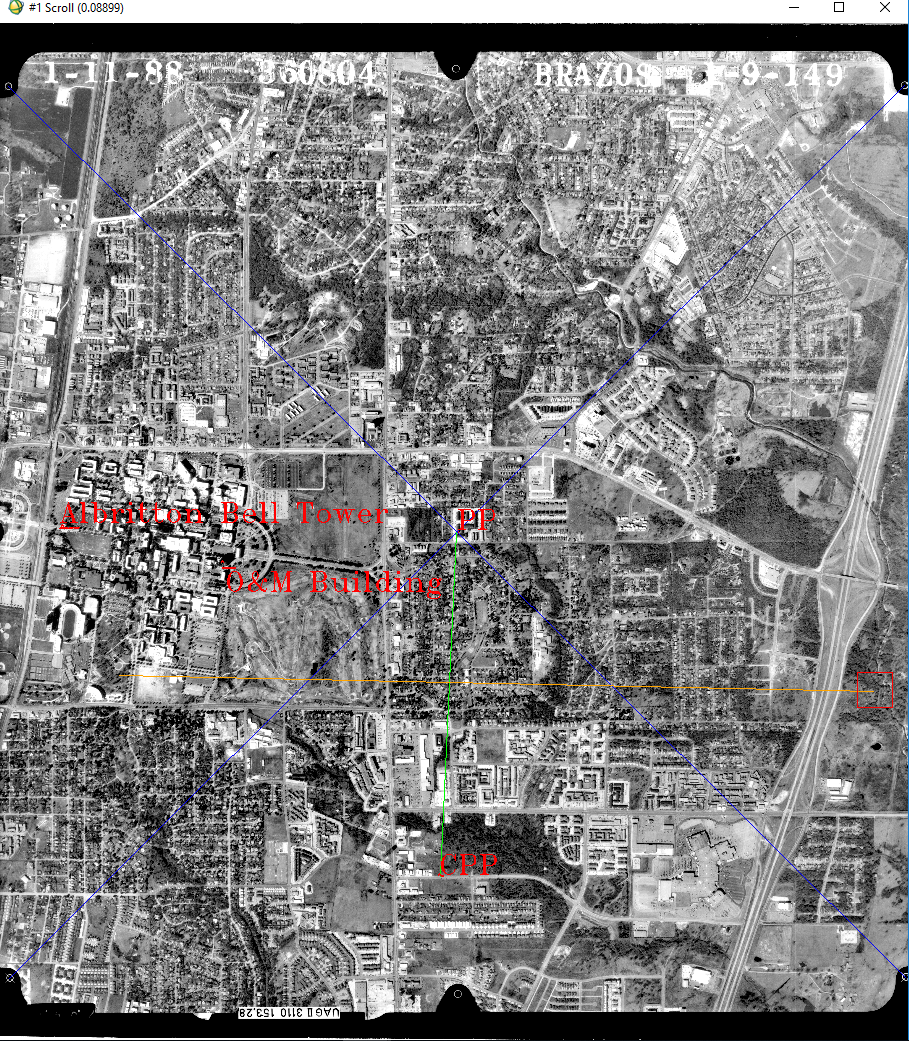 #1 Scroll (0.08899)
1-11-88 360804 BRAZOS 1 9-149
Albritton Bell Tower
PP
O&M Building
CPP
UAG II 3110 153.28